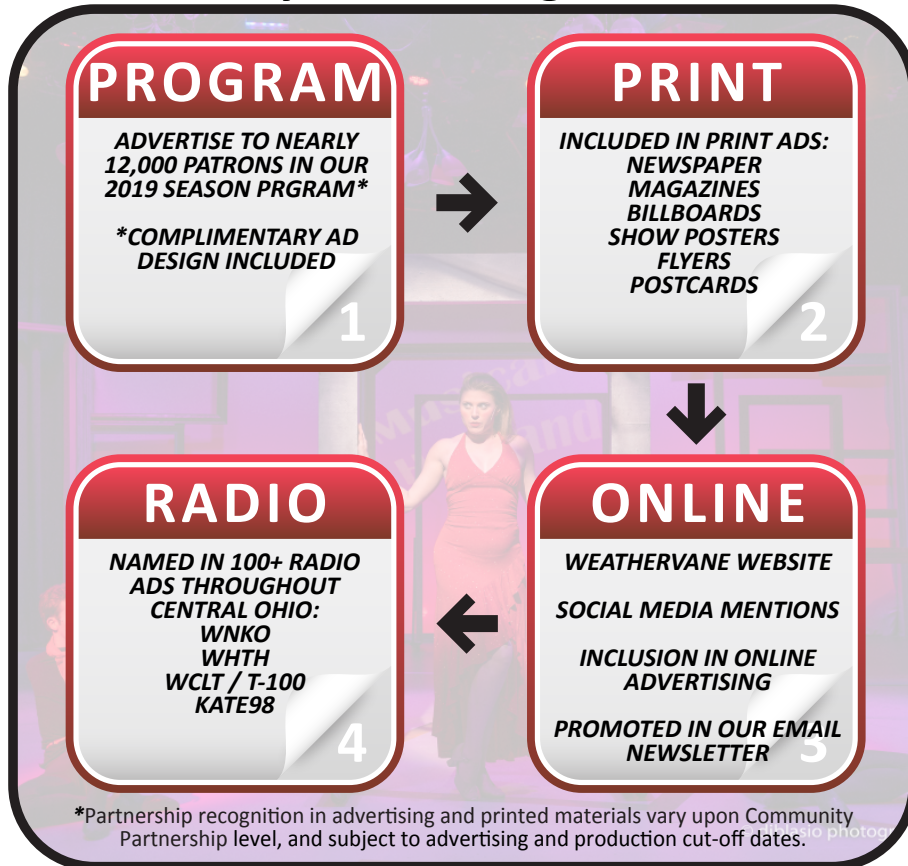 PROGRAM
ADVERTISE TO NEARLY
12,000 PATRONS IN OUR
2019 SEASON PRGRAM*
*COMPLIMENTARY AD
DESIGN INCLUDED
1
PRINT
INCLUDED IN PRINT ADS:
NEWSPAPER
MAGAZINES
BILLBOARDS
SHOW POSTERS
FLYERS
POSTCARDS
2
ONLINE
WEATHERVANE WEBSITE
SOCIAL MEDIA MENTIONS
INCLUSION IN ONLINE
ADVERTISING
PROMOTED IN OUR EMAIL
NEWSLETTER
3
RADIO
NAMED IN 100+ RADIO
ADS THROUGHOUT
CENTRAL OHIO:
WNKO
WHTH
WCLT / T-100
KATE98
4
*Partnership recognition in advertising and printed materials vary upon Community
Partnership level, and subject to advertising and production cut-off dates.